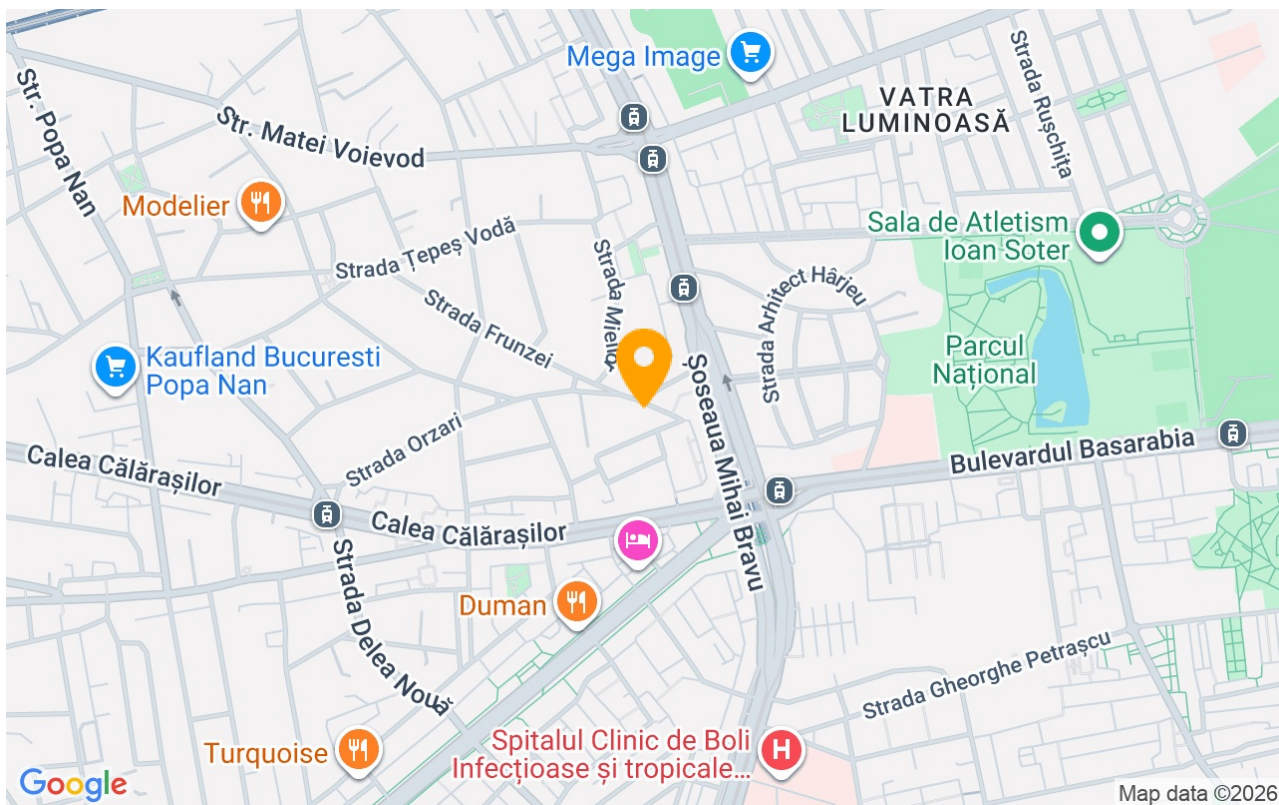 Mega Image
VATRA
LUMINOASĂ
Strada Rușchița
Str. Popa Nan
Str. Matei Voievod
Modelier
Sala de Atletism
Ioan Soter
Strada Țepeș Vodă
Strada Mielul
Strada Arhitect Hârjeu
Strada Frunzei
Kaufland Bucuresti
Popa Nan
Șoseaua Mihai Bravu
Parcul
Național
Strada Orzari
Bulevardul Basarabia
Calea Călărașilor
Calea Călărașilor
Duman
Strada Delea Nouă
Strada Gheorghe Petrașcu
Turquoise
Spitalul Clinic de Boli
Infecțioase și tropicale...
H
Google
Map data ©2026